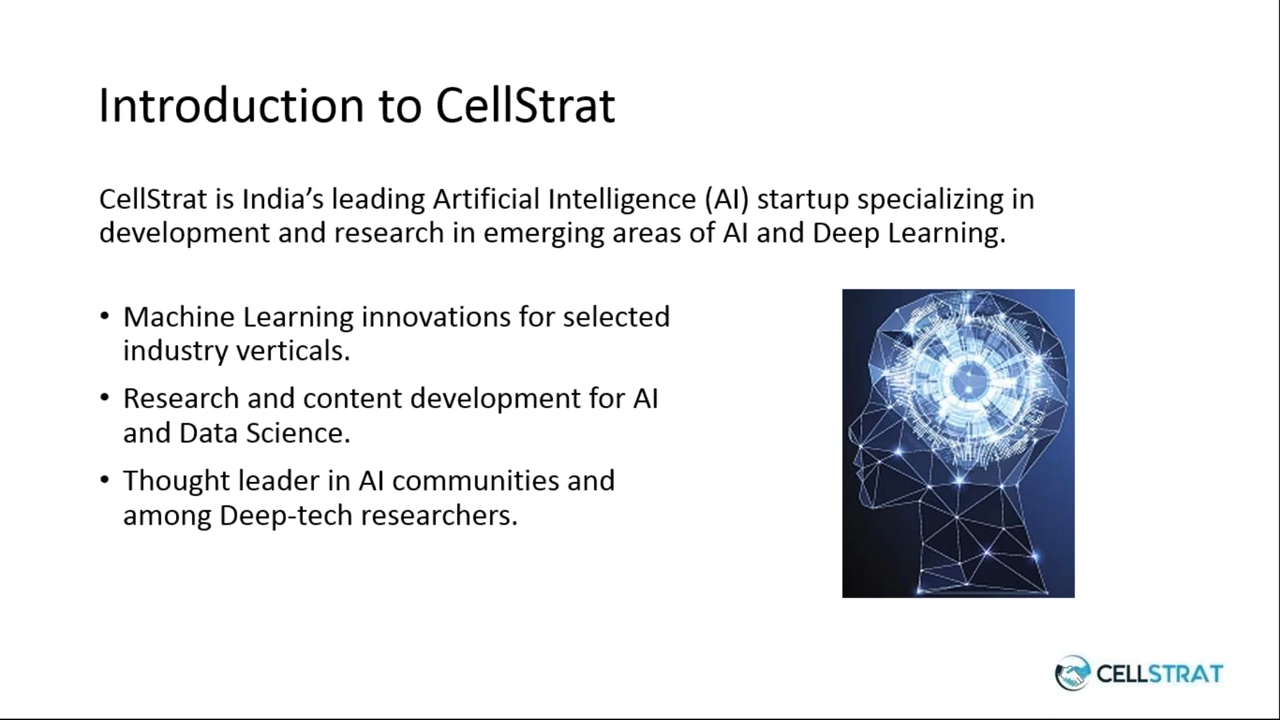 Introduction to CellStrat
CellStrat is India’s leading Artificial Intelligence (AI) startup specializing in
development and research in emerging areas of AI and Deep Learning.
• Machine Learning innovations for selected
industry verticals.
• Research and content development for AI
and Data Science.
• Thought leader in AI communities and
among Deep-tech researchers.
CELLSTRAT